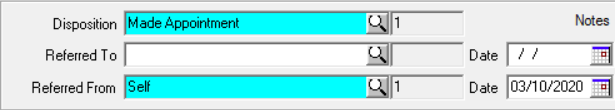 Disposition Made Appointment 1 Notes
Referred To Date / /
Referred From Self 1 Date 03/10/2020